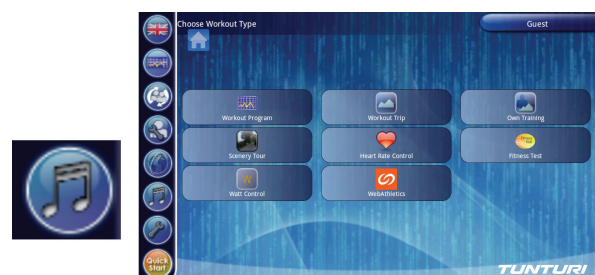 Choose Workout Type
Guest
Workout Program
Workout Trip
Own Training
Scenery Tour
Heart Rate Control
Fitness Test
W
Watt Control
WebAthletics
Quick
Start
TUNTURI